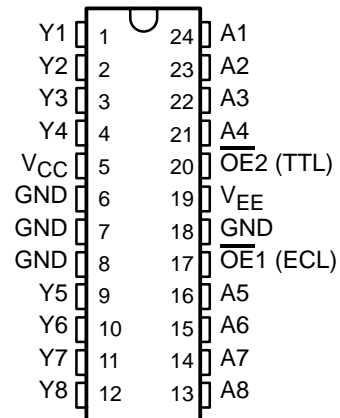 Y1 1 24 A1
Y2 2 23 A2
Y3 3 22 A3
Y4 4 21 A4
VCC 5 20 OE2 (TTL)
GND 6 19 VEE
GND 7 18 GND
GND 8 17 OE1 (ECL)
Y5 9 16 A5
Y6 10 15 A6
Y7 11 14 A7
Y8 12 13 A8